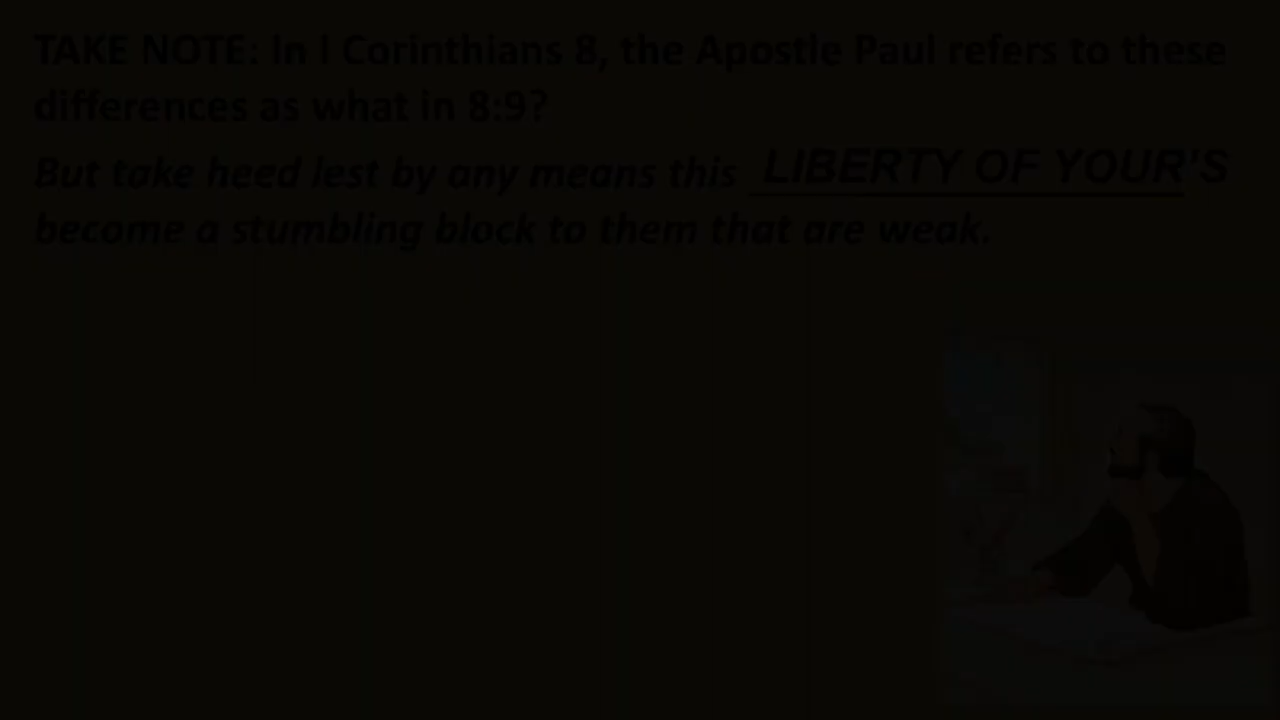 TAKE NOTE: In I Corinthians 8, the Apostle Paul refers to these
differences as what in 8:9?
But take heed lest by any means this LIBERTY OF YOUR'S
become a stumbling block to them that are weak.